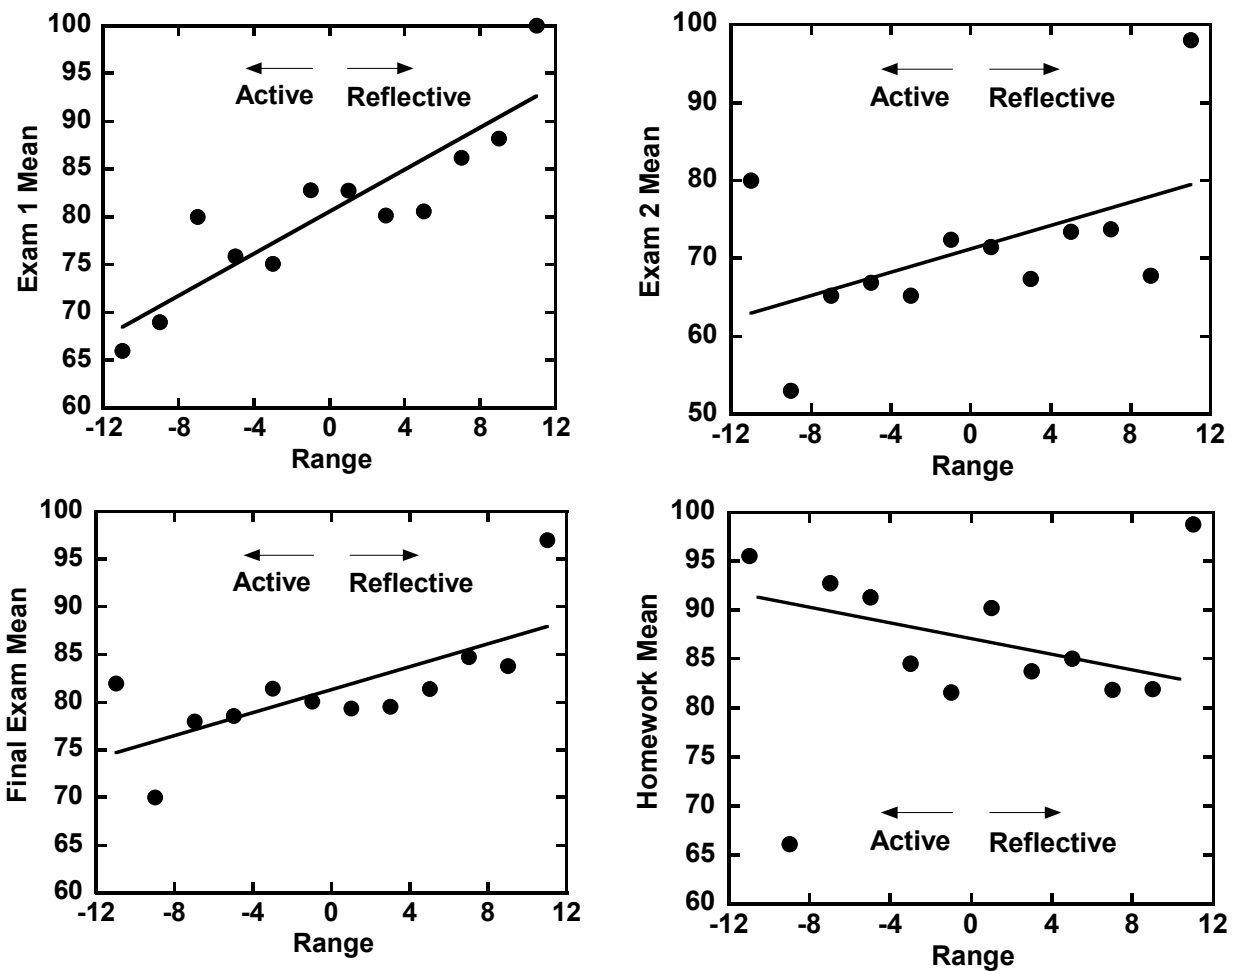 100
95
90
85
80
75
70
65
60
Exam 1 Mean
Active Reflective
-12 -8 -4 0 4 8 12
Range
100
90
80
70
60
50
Exam 2 Mean
Active Reflective
-12 -8 -4 0 4 8 12
Range
100
95
90
85
80
75
70
65
60
Final Exam Mean
Active Reflective
-12 -8 -4 0 4 8 12
Range
100
95
90
85
80
75
70
65
60
Homework Mean
Active Reflective
-12 -8 -4 0 4 8 12
Range